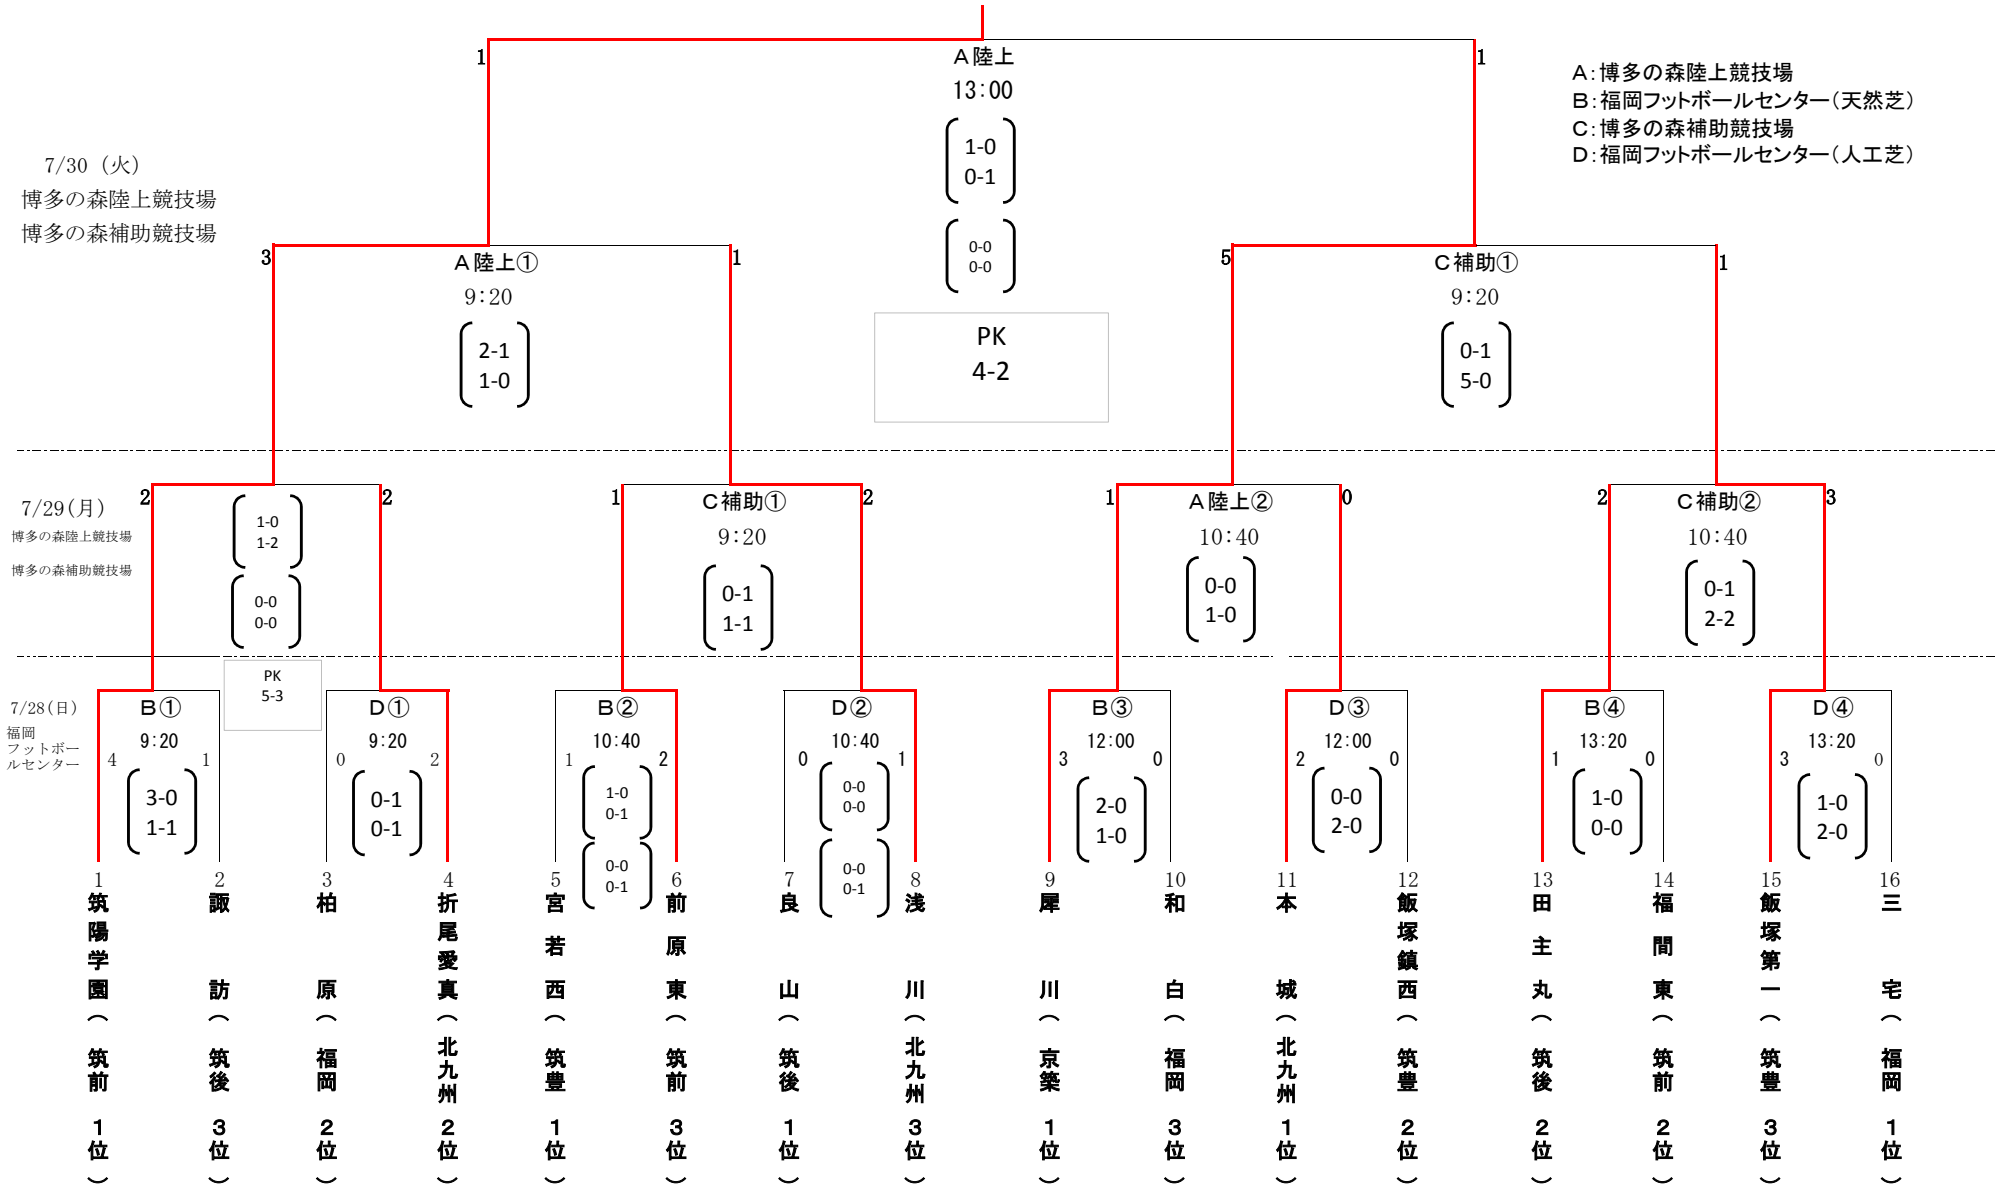 1
A陸上
13:00
1
1-0
0-1
0-0
0-0
PK
4-2
A:博多の森陸上競技場
B:福岡フットボールセンター(天然芝)
C:博多の森補助競技場
D:福岡フットボールセンター(人工芝)
7/30 (火)
博多の森陸上競技場
博多の森補助競技場
3
A陸上①
9:20
1
2-1
1-0
5
C補助①
9:20
1
0-1
5-0
7/29(月)
博多の森陸上競技場
博多の森補助競技場
2
1-0
1-2
0-0
0-0
2
PK
5-3
1
C補助①
9:20
2
0-1
1-1
1
A陸上②
10:40
0
0-0
1-0
2
C補助②
10:40
3
0-1
2-2
7/28(日)
福岡
フットボー
ルセンター
B①
9:20
4
1
3-0
1-1
D①
9:20
0
2
0-1
0-1
B②
10:40
1
2
1-0
0-1
0-0
0-1
D②
10:40
0
1
0-0
0-0
0-0
0-1
B③
12:00
3
0
2-0
1-0
D③
12:00
2
0
0-0
2-0
B④
13:20
1
0
1-0
0-0
D④
13:20
3
0
1-0
2-0
1
筑陽学園(筑前 1位)
2
諏訪(筑後 3位)
3
柏原(福岡 2位)
4
折尾愛真(北九州 2位)
5
宮若西(筑豊 1位)
6
前原東(筑前 3位)
7
良山(筑後 1位)
8
浅川(北九州 3位)
9
犀川(京築 1位)
10
和白(福岡 3位)
11
本城(北九州 1位)
12
飯塚鎮西(筑豊 2位)
13
田主丸(筑後 2位)
14
福間東(筑前 2位)
15
飯塚第一(筑豊 3位)
16
三宅(福岡 1位)